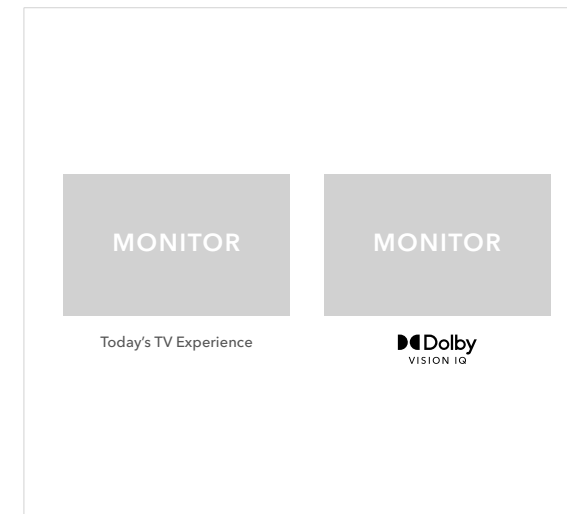 MONITOR
MONITOR
Today's TV Experience
Dolby
VISION IQ